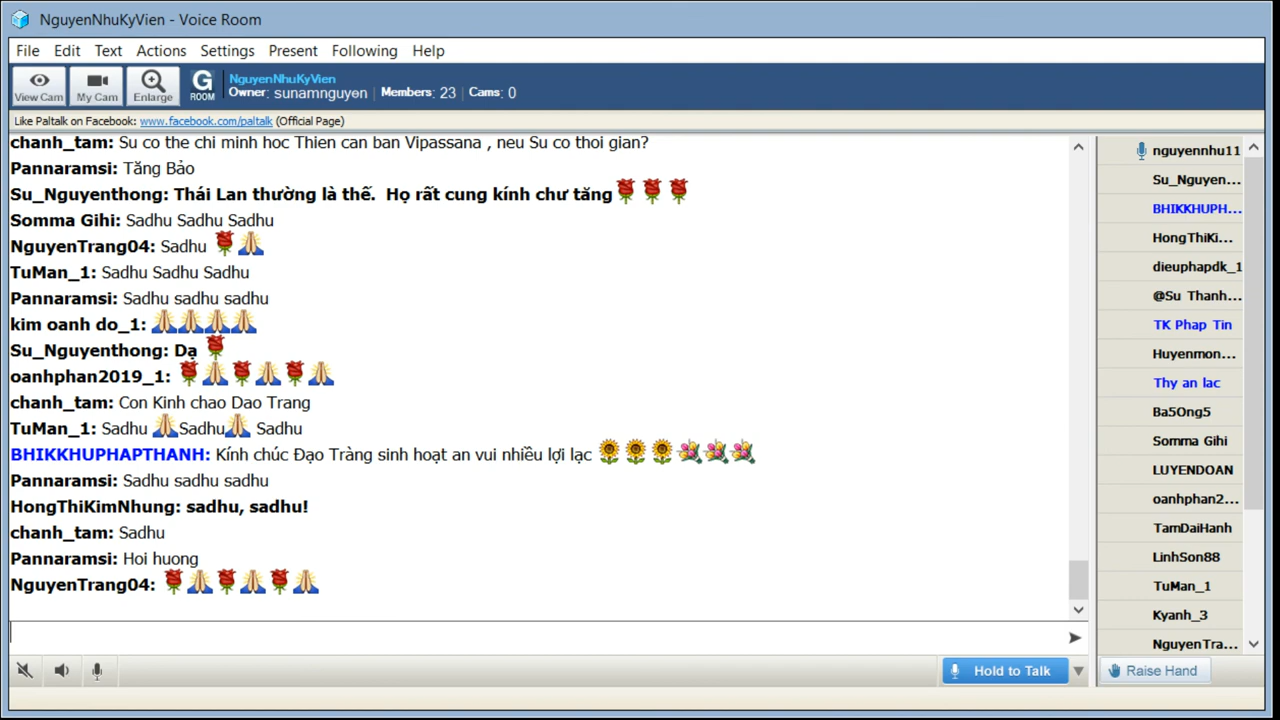 NguyenNhuKyVien - Voice Room
File Edit Text Actions Settings Present Following Help
View Cam My Cam Enlarge G ROOM
NguyenNhuKyVien
Owner: sunamnguyen | Members: 23 | Cams: 0
Like Paltalk on Facebook: www.facebook.com/paltalk (Official Page)
chanh_tam: Su co the chi minh hoc Thien can ban Vipassana , neu Su co thoi gian?
Pannaramsi: Tăng Bảo
Su_Nguyenthong: Thái Lan thường là thế. Họ rất cung kính chư tăng
Somma Gihi: Sadhu Sadhu Sadhu
NguyenTrang04: Sadhu
TuMan_1: Sadhu Sadhu Sadhu
Pannaramsi: Sadhu sadhu sadhu
kim oanh do_1:
Su_Nguyenthong: Dạ
oanhphan2019_1:
chanh_tam: Con Kinh chao Dao Trang
TuMan_1: Sadhu Sadhu Sadhu
BHIKKHUPHAPTHANH: Kính chúc Đạo Tràng sinh hoạt an vui nhiều lợi lạc
Pannaramsi: Sadhu sadhu sadhu
HongThiKimNhung: sadhu, sadhu!
chanh_tam: Sadhu
Pannaramsi: Hoi huong
NguyenTrang04:
nguyennhu11
Su_Nguyen...
BHIKKHUPH...
HongThiKi...
dieuphapdk_1
@Su Thanh...
TK Phap Tin
Huyenmon...
Thy an lac
Ba5Ong5
Somma Gihi
LUYENDOAN
oanhphan2...
TamDaiHanh
LinhSon88
TuMan_1
Kyanh_3
NguyenTra...
Hold to Talk
Raise Hand